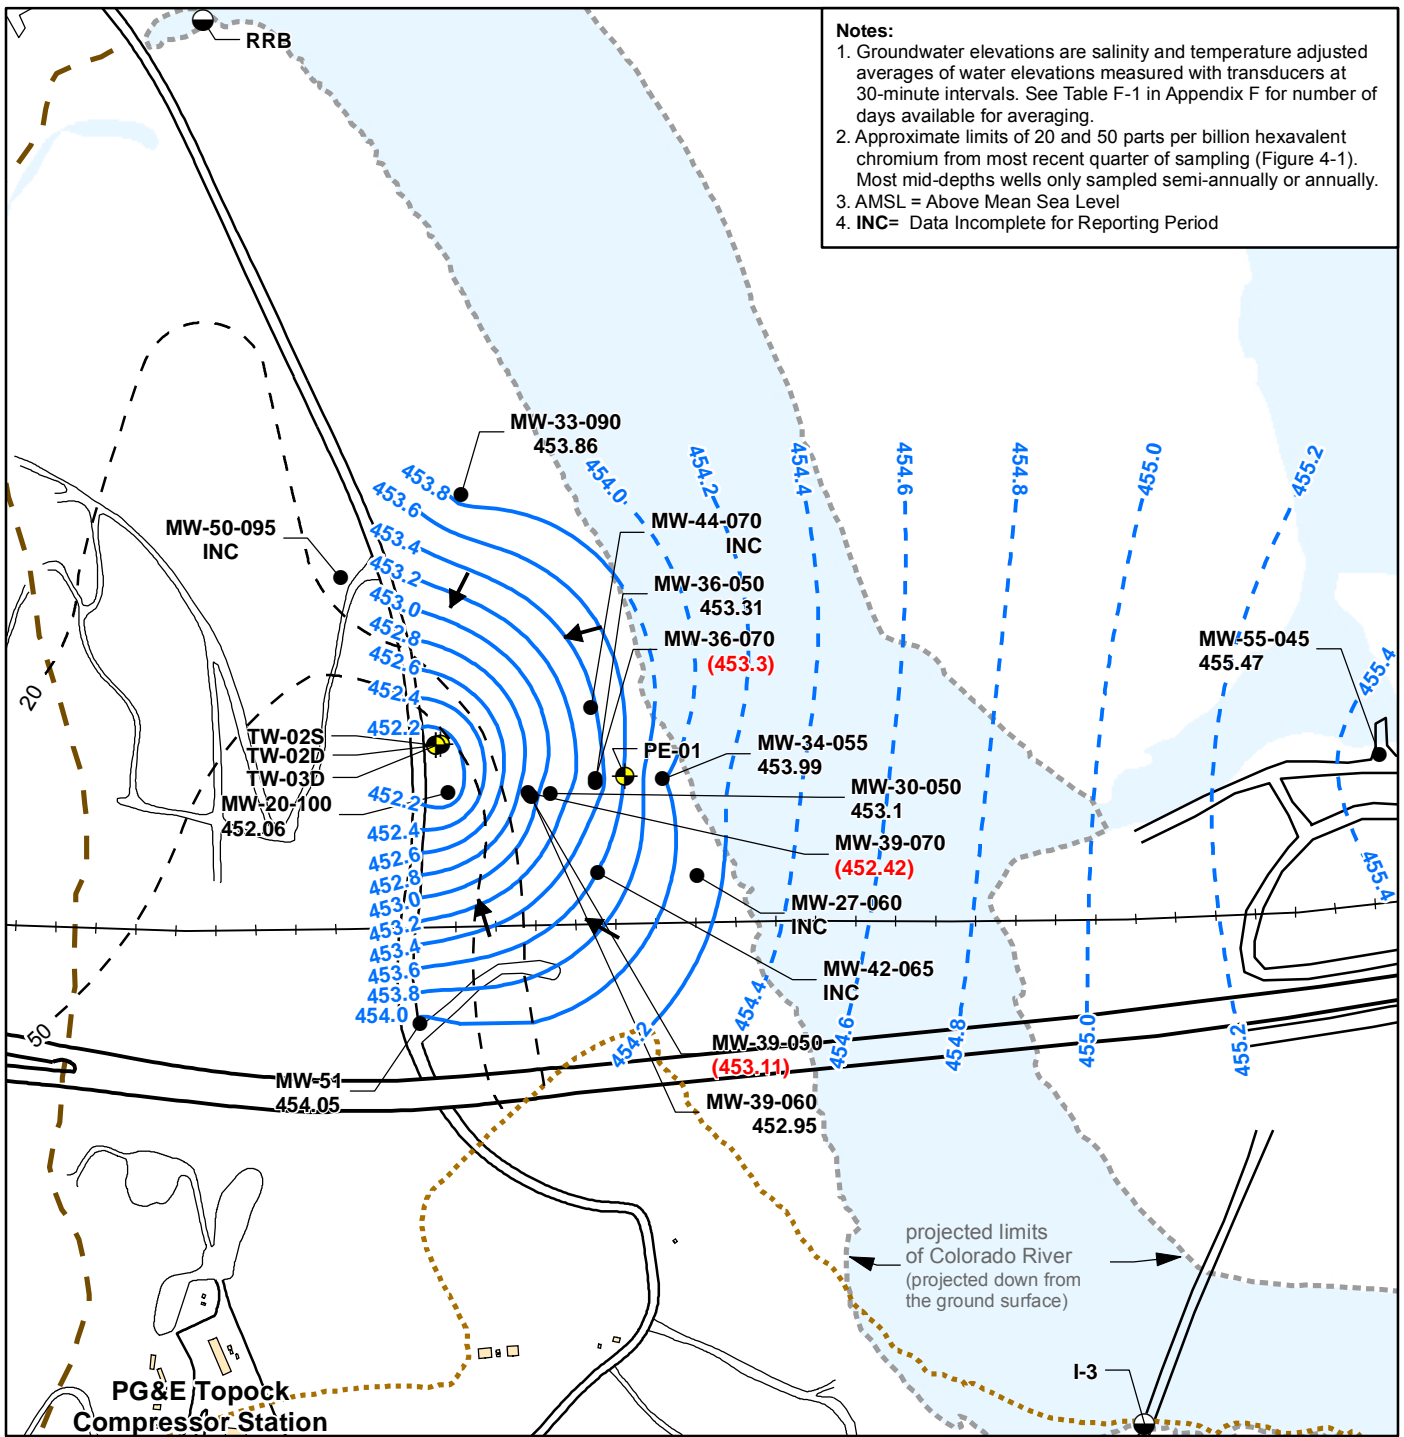 RRB
Notes:
1. Groundwater elevations are salinity and temperature adjusted
averages of water elevations measured with transducers at
30-minute intervals. See Table F-1 in Appendix F for number of
days available for averaging.
2. Approximate limits of 20 and 50 parts per billion hexavalent
chromium from most recent quarter of sampling (Figure 4-1).
Most mid-depths wells only sampled semi-annually or annually.
3. AMSL = Above Mean Sea Level
4. INC= Data Incomplete for Reporting Period
MW-33-090
453.86
453.8
453.6
453.4
453.2
453.0
452.8
452.6
452.4
452.2
454.0
454.2
454.4
454.6
454.8
455.0
455.2
455.4
MW-50-095
INC
MW-44-070
INC
MW-36-050
453.31
MW-36-070
(453.3)
MW-55-045
455.47
20
TW-02S
TW-02D
TW-03D
MW-20-100
452.06
PE-01
MW-34-055
453.99
MW-30-050
453.1
MW-39-070
(452.42)
MW-27-060
INC
MW-42-065
INC
452.2
452.4
452.6
452.8
453.0
453.2
453.4
453.6
453.8
454.0
454.2
454.4
454.6
454.8
455.0
455.2
455.4
50
MW-39-050
(453.11)
MW-51
454.05
MW-39-060
452.95
projected limits
of Colorado River
(projected down from
the ground surface)
I-3
PG&E Topock
Compressor Station